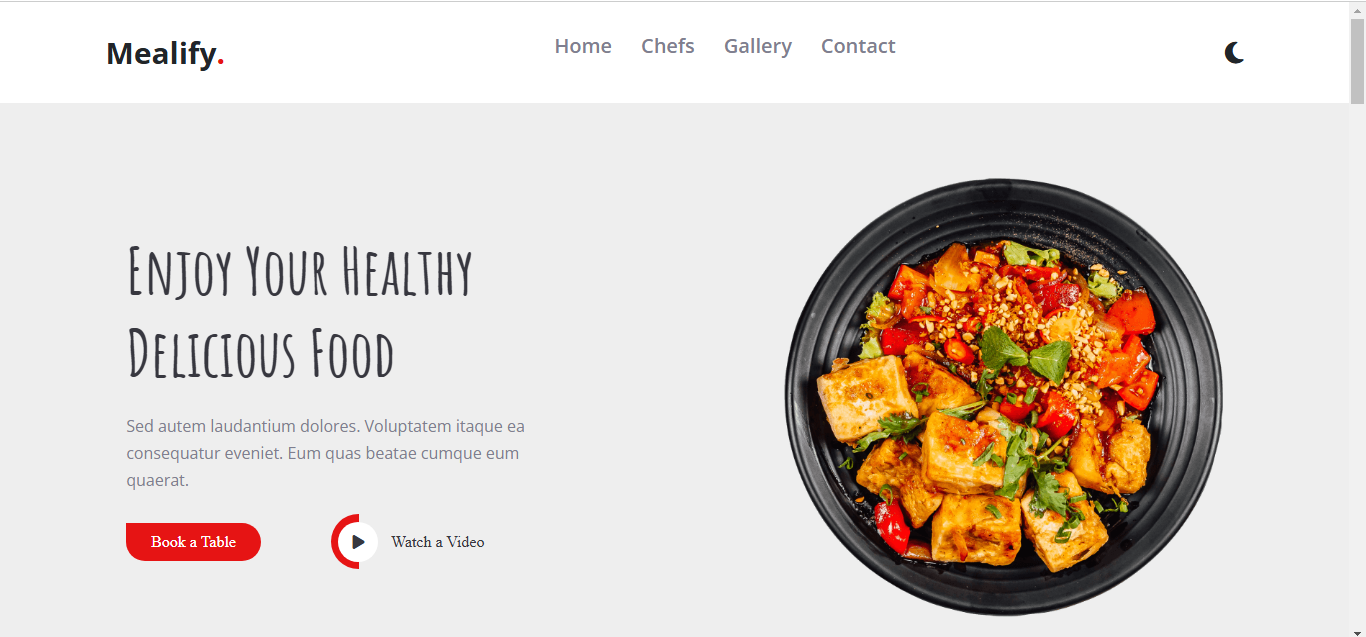 Mealify.
Home Chefs Gallery Contact
Enjoy Your Healthy
Delicious Food
Sed autem laudantium dolores. Voluptatem itaque ea
consequatur eveniet. Eum quas beatae cumque eum
quaerat.
Book a Table
Watch a Video